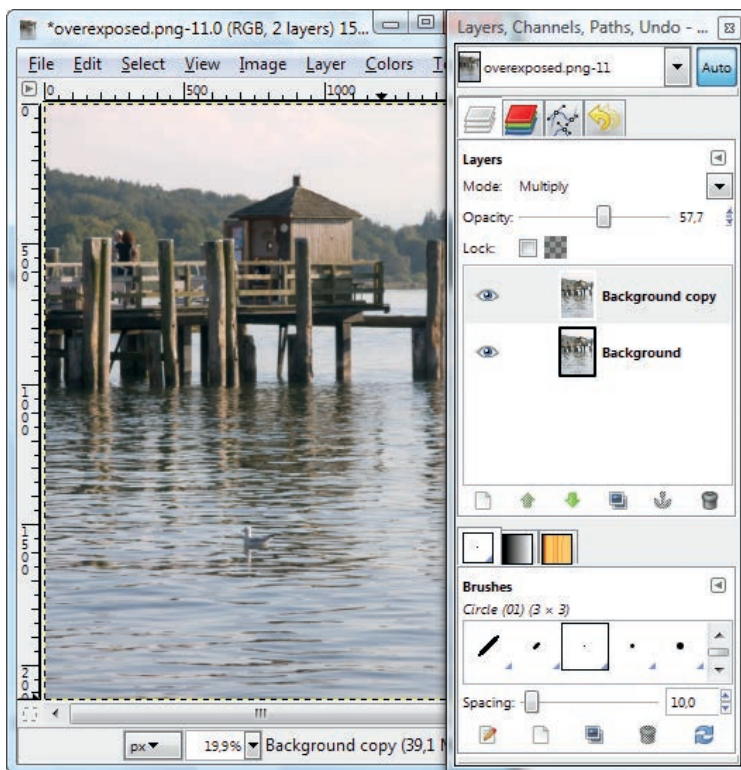 *overexposed.png-11.0 (RGB, 2 layers) 15...
File Edit Select View Image Layer Colors
0 500 1000
0
500
1000
1500
px 19,9% Background copy (39,1
Layers, Channels, Paths, Undo - ...
overexposed.png-11 Auto
Layers
Mode: Multiply
Opacity: 57,7
Lock:
Background copy
Background
Brushes
Circle (01) (3 × 3)
Spacing: 10,0